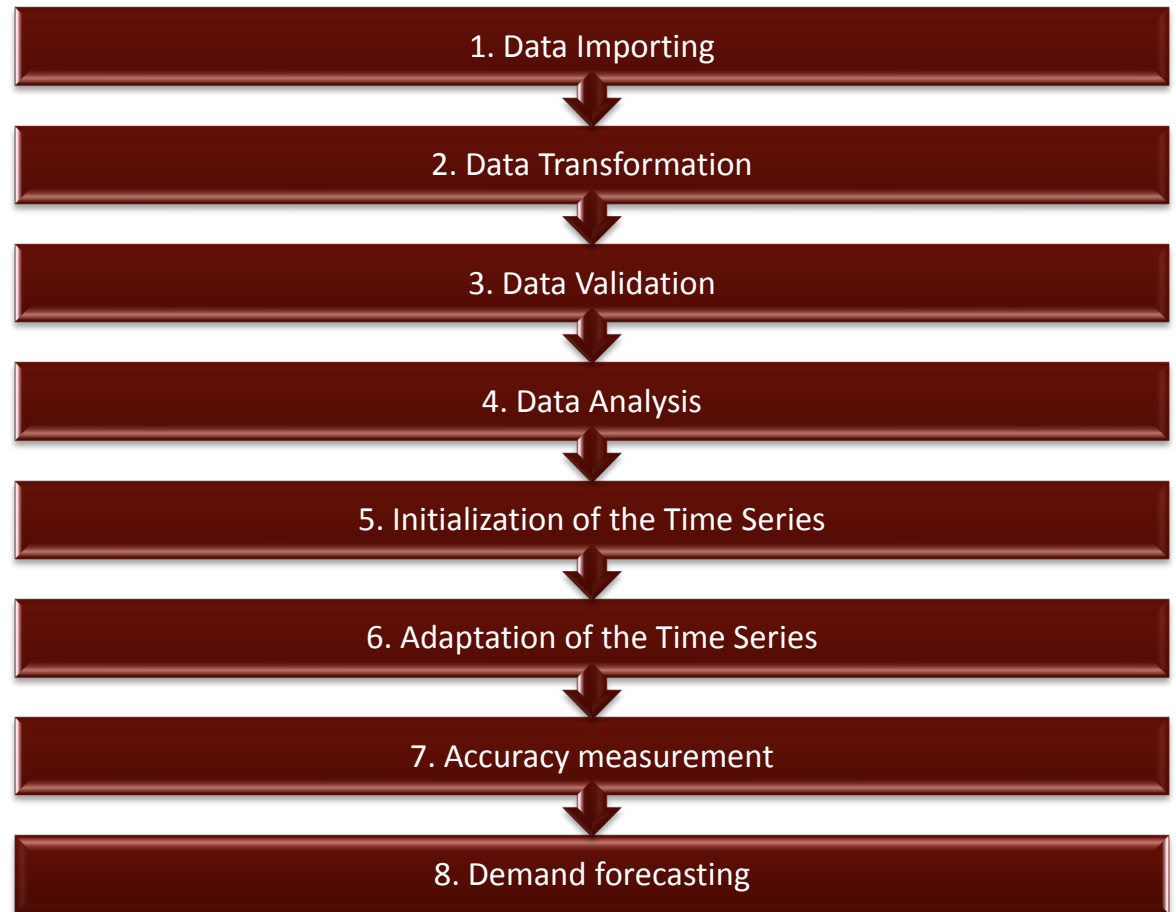 1. Data Importing
2. Data Transformation
3. Data Validation
4. Data Analysis
5. Initialization of the Time Series
6. Adaptation of the Time Series
7. Accuracy measurement
8. Demand forecasting